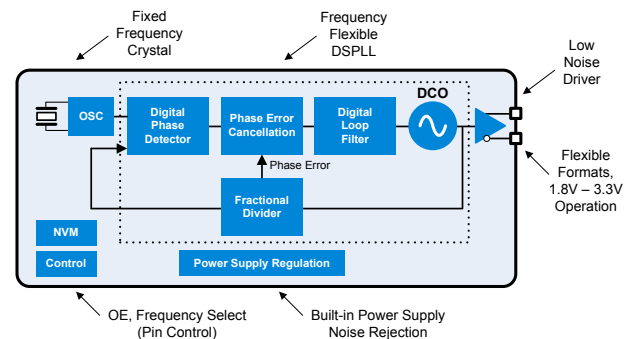 Fixed
Frequency
Crystal
Frequency
Flexible
DSPLL
Low
Noise
Driver
OSC
Digital
Phase
Detector
Phase Error
Cancellation
Digital
Loop
Filter
DCO
Phase Error
Fractional
Divider
Flexible
Formats,
1.8V – 3.3V
Operation
NVM
Control
Power Supply Regulation
OE, Frequency Select
(Pin Control)
Built-in Power Supply
Noise Rejection